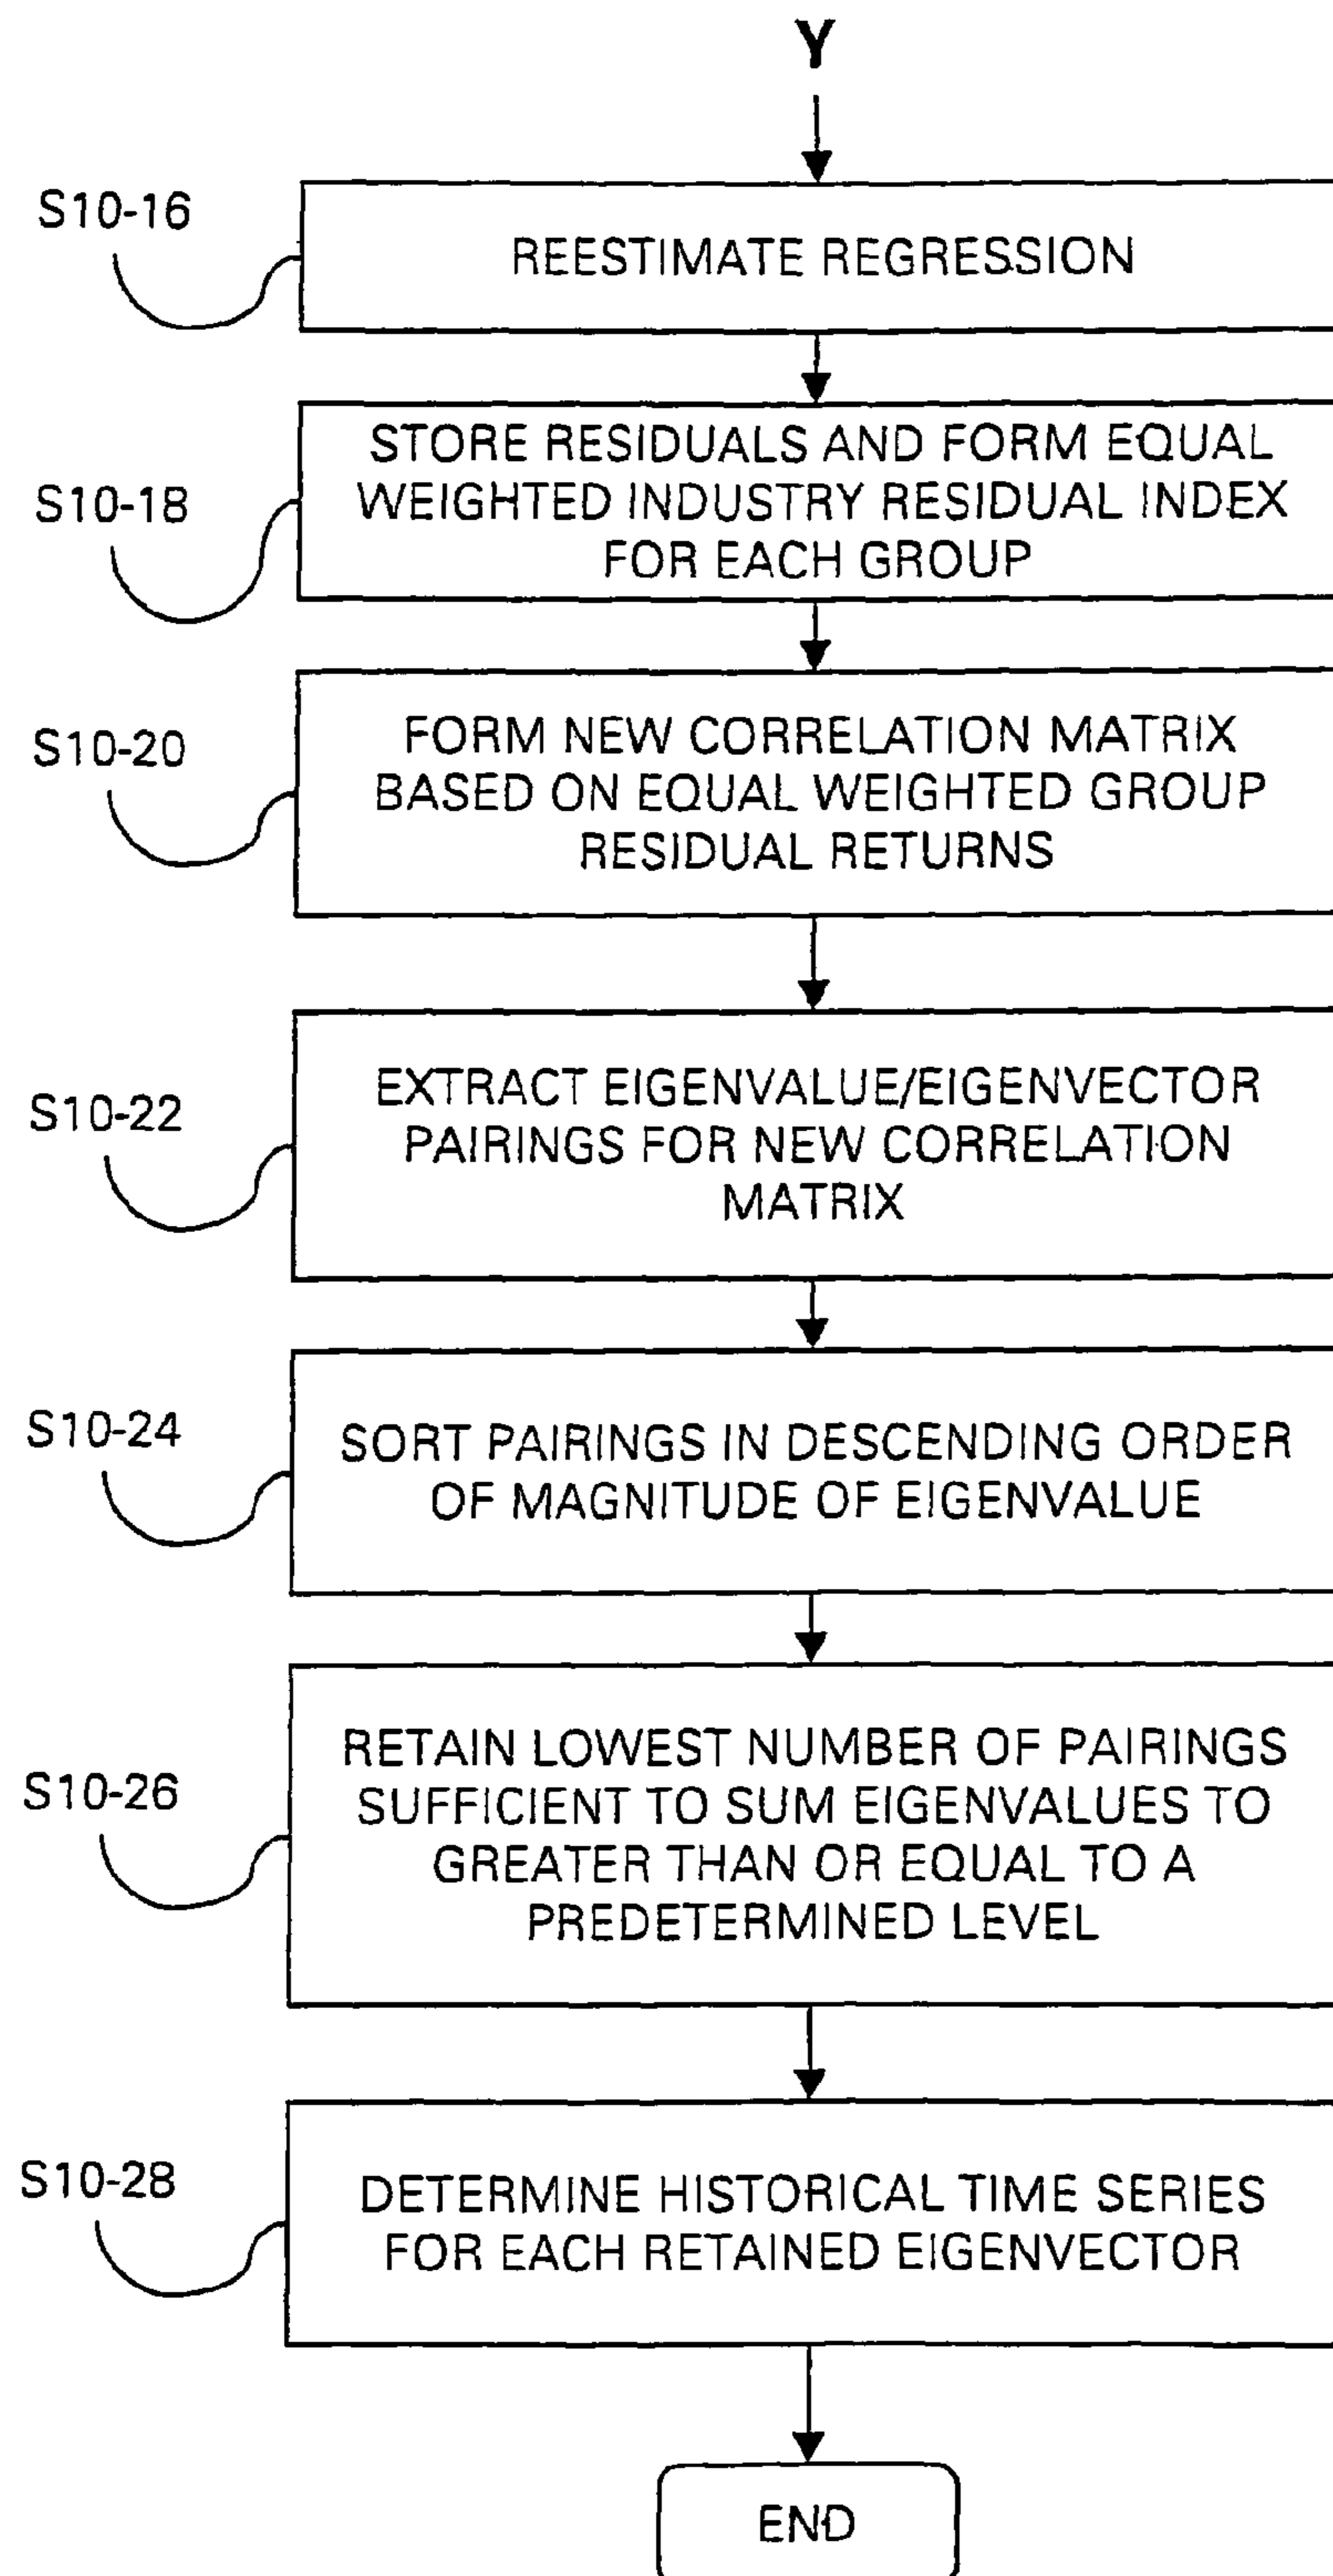 Y
S10-16
REESTIMATE REGRESSION
S10-18
STORE RESIDUALS AND FORM EQUAL
WEIGHTED INDUSTRY RESIDUAL INDEX
FOR EACH GROUP
S10-20
FORM NEW CORRELATION MATRIX
BASED ON EQUAL WEIGHTED GROUP
RESIDUAL RETURNS
S10-22
EXTRACT EIGENVALUE/EIGENVECTOR
PAIRINGS FOR NEW CORRELATION
MATRIX
S10-24
SORT PAIRINGS IN DESCENDING ORDER
OF MAGNITUDE OF EIGENVALUE
S10-26
RETAIN LOWEST NUMBER OF PAIRINGS
SUFFICIENT TO SUM EIGENVALUES TO
GREATER THAN OR EQUAL TO A
PREDETERMINED LEVEL
S10-28
DETERMINE HISTORICAL TIME SERIES
FOR EACH RETAINED EIGENVECTOR
END